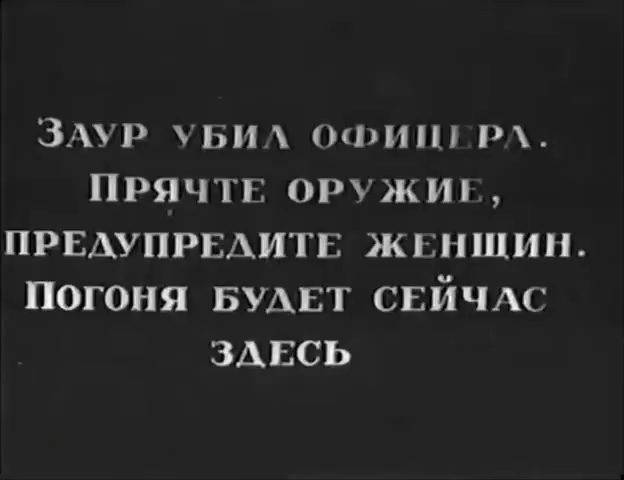 Заур убил офицера.
Прячте оружие,
предупредите женщин.
Погоня будет сейчас
здесь